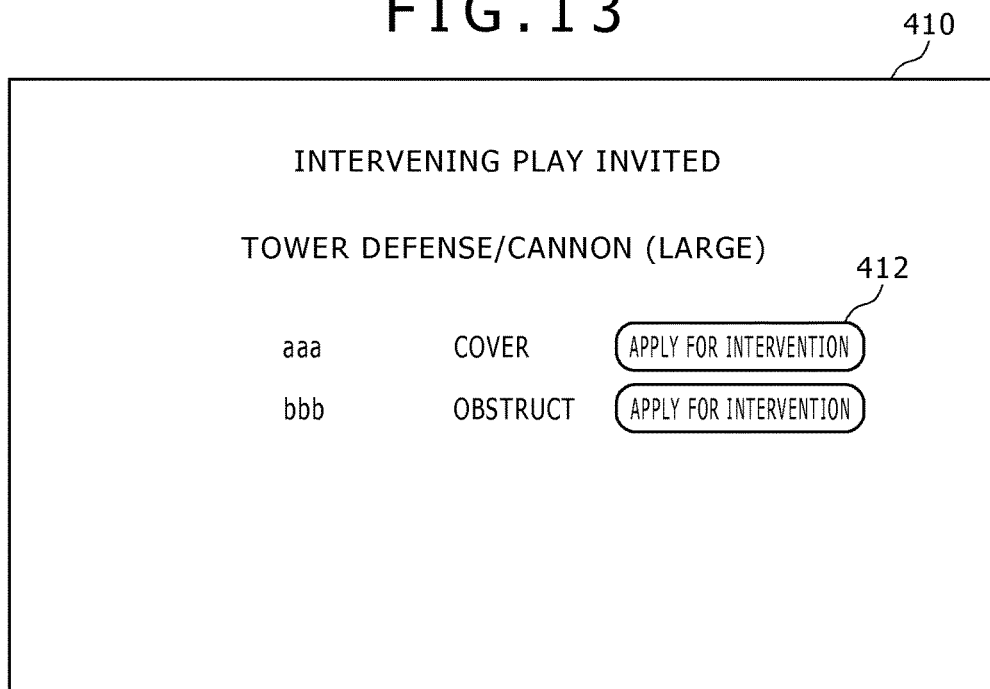 FIG.13
410
INTERVENING PLAY INVITED
TOWER DEFENSE/CANNON (LARGE)
412
aaa COVER APPLY FOR INTERVENTION
bbb OBSTRUCT APPLY FOR INTERVENTION